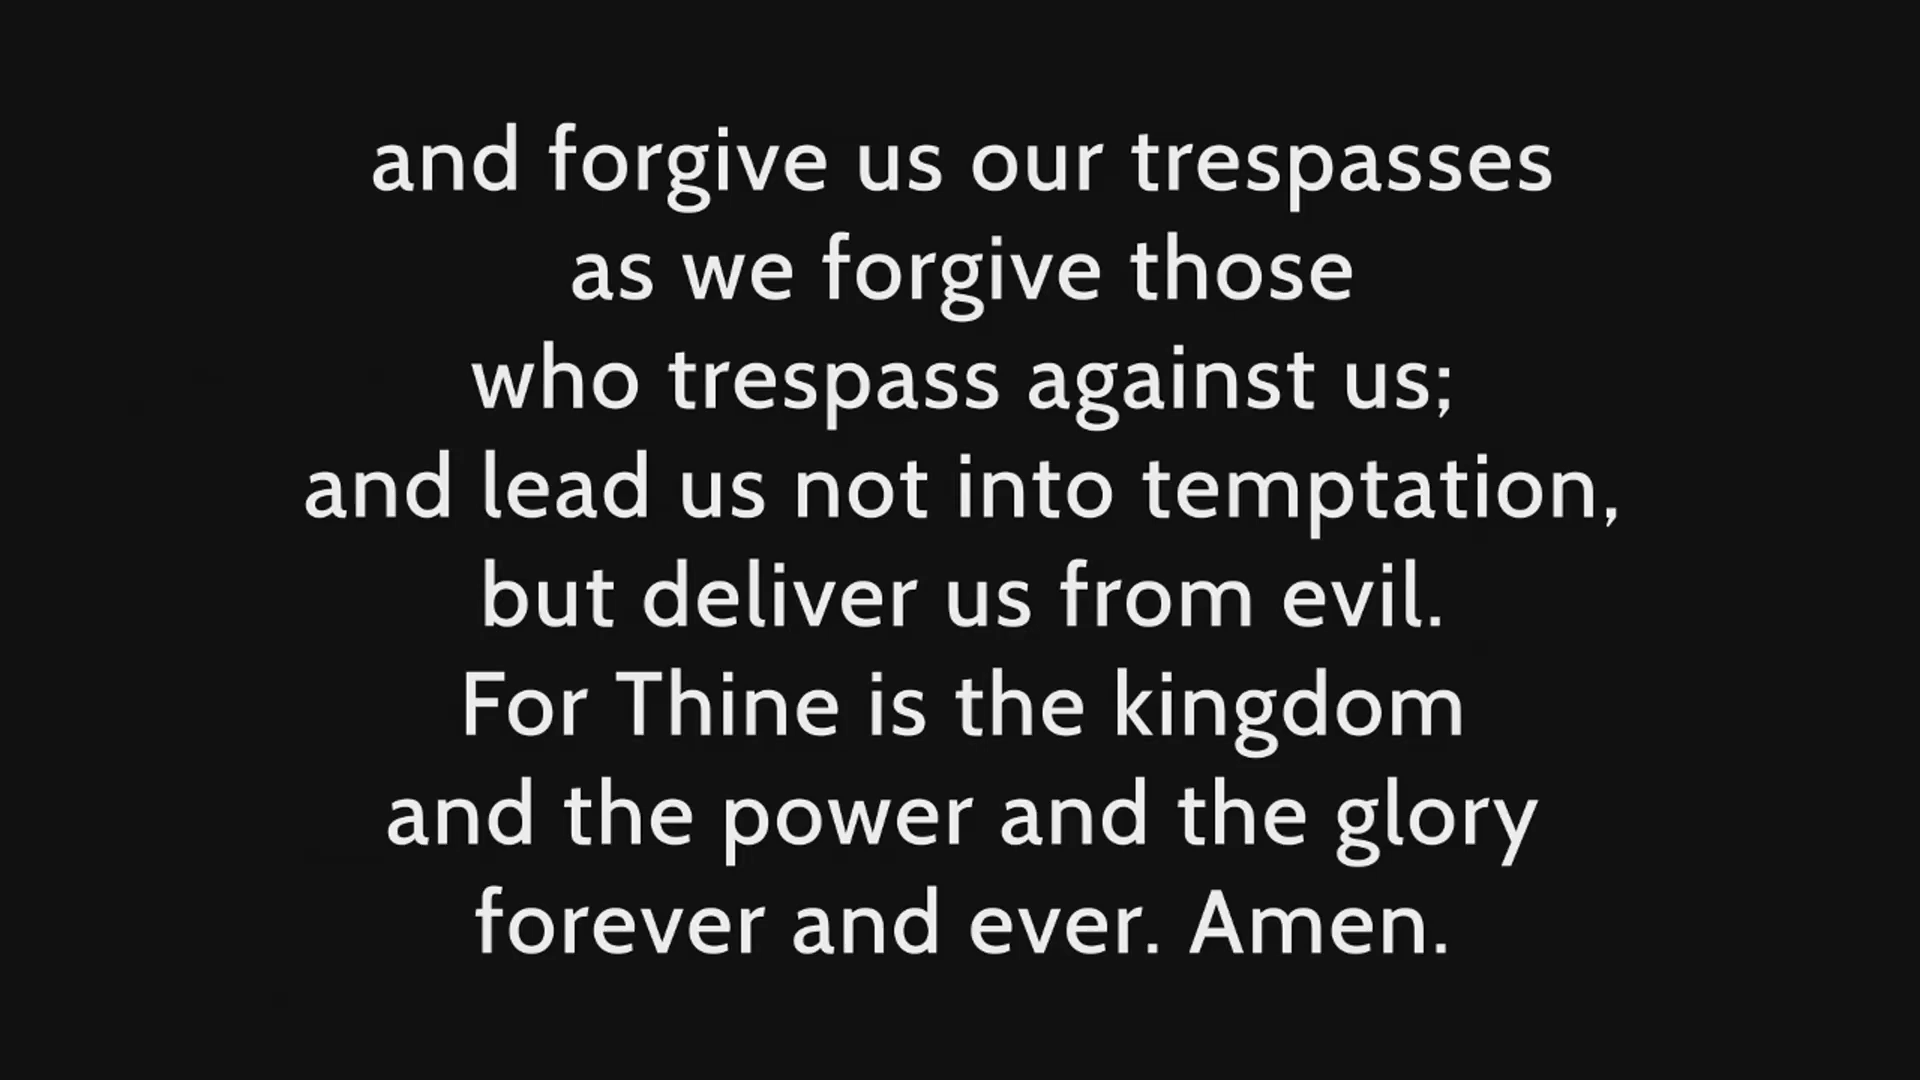 and forgive us our trespasses
as we forgive those
who trespass against us;
and lead us not into temptation,
but deliver us from evil.
For Thine is the kingdom
and the power and the glory
forever and ever. Amen.